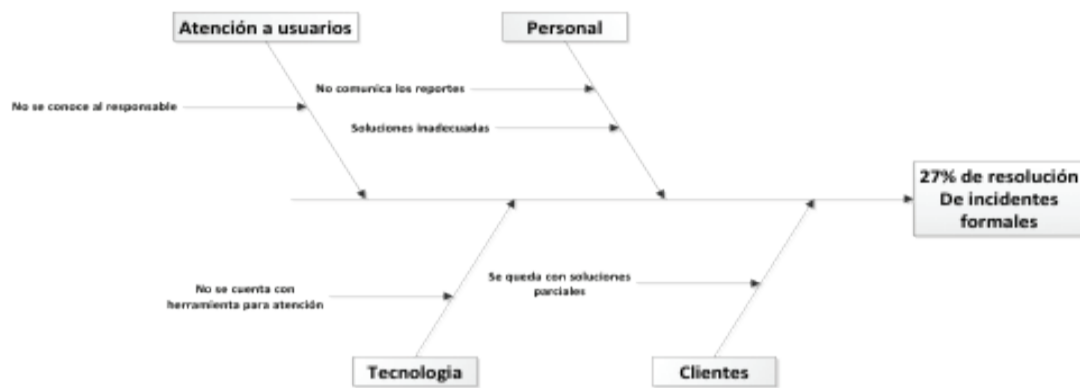 Atención a usuarios
Personal
No comunica los reportes
No se conoce al responsable
Soluciones inadecuadas
27% de resolución
De incidentes
formales
Se queda con soluciones
parciales
No se cuenta con
herramienta para atención
Tecnologia
Clientes